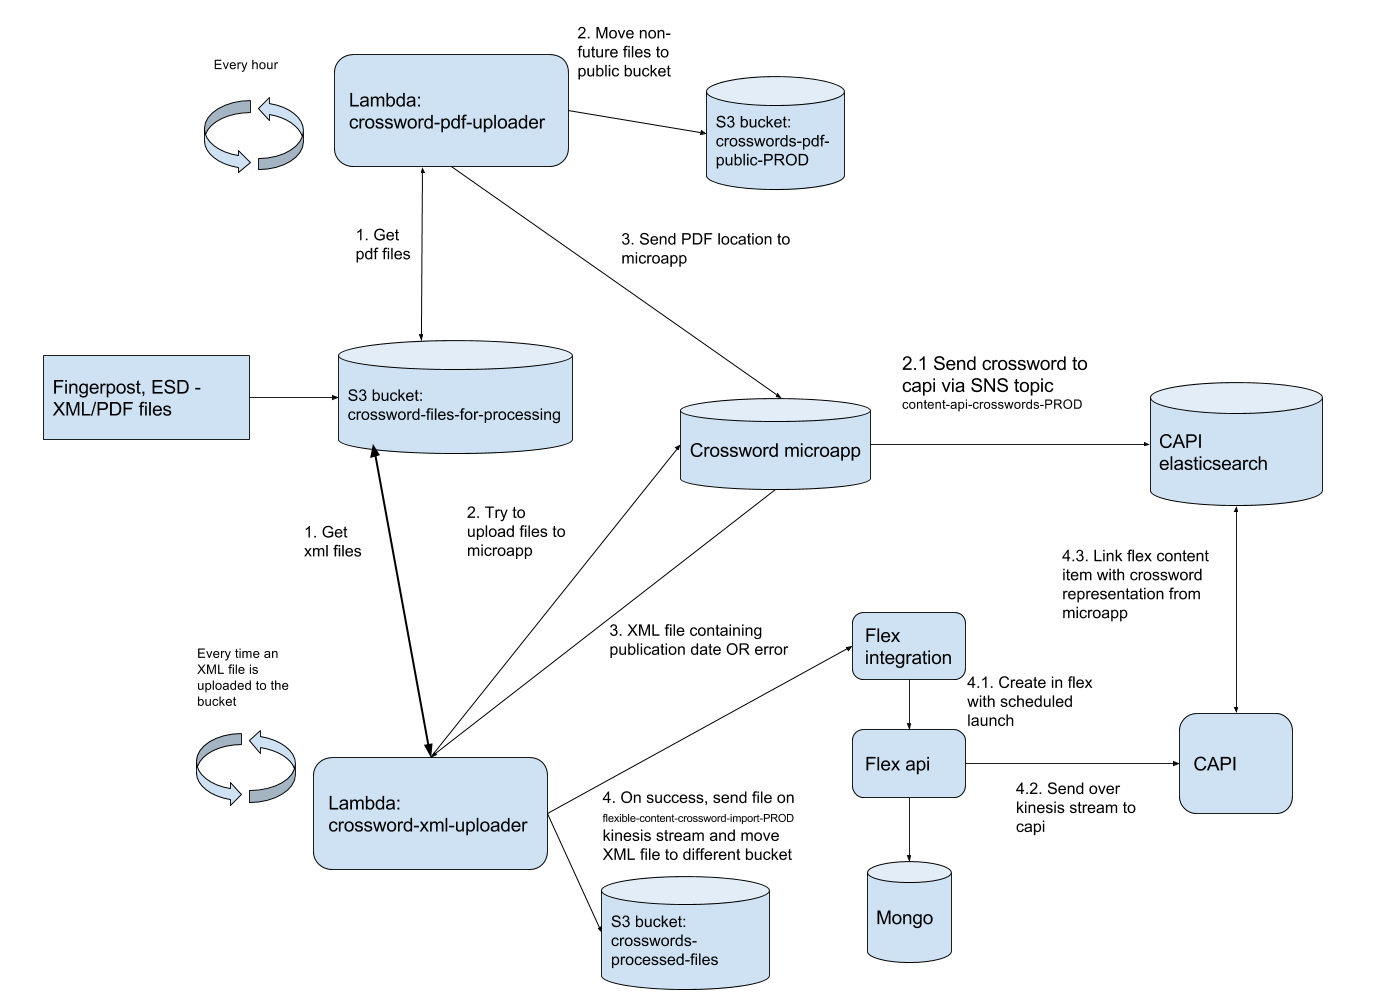 2. Move non-
future files to
public bucket
Every hour
Lambda:
crossword-pdf-uploader
S3 bucket:
crosswords-pdf-
public-PROD
1. Get
pdf files
3. Send PDF location to
microapp
Fingerpost, ESD -
XML/PDF files
S3 bucket:
crossword-files-for-processing
2.1 Send crossword to
capi via SNS topic
content-api-crosswords-PROD
Crossword microapp
CAPI
elasticsearch
1. Get
xml files
2. Try to
upload files to
microapp
4.3. Link flex content
item with crossword
representation from
microapp
3. XML file containing
publication date OR error
Flex
integration
Every time an
XML file is
uploaded to the
bucket
4.1. Create in flex
with scheduled
launch
Flex api
CAPI
4.2. Send over
kinesis stream to
capi
Lambda:
crossword-xml-uploader
4. On success, send file on
flexible-content-crossword-import-PROD
kinesis stream and move
XML file to different bucket
S3 bucket:
crosswords-
processed-files
Mongo